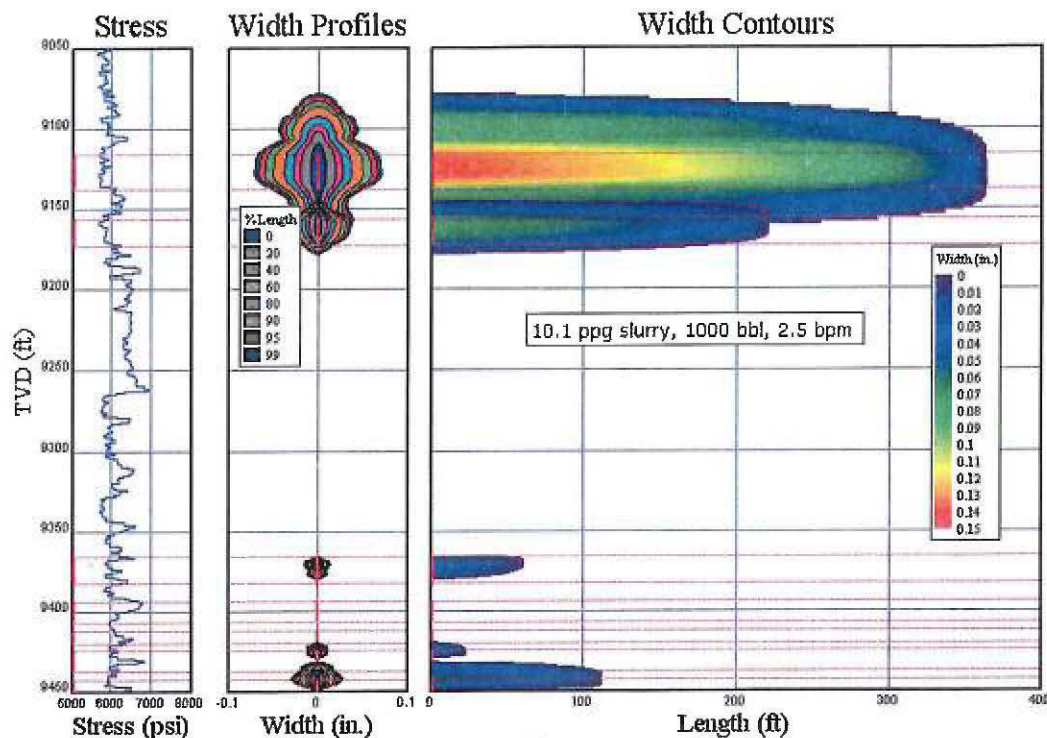 Stress
Width Profiles
Width Contours
TVD (ft)
9050
9100
9150
9200
9250
9300
9350
9400
9450
5000 6000 7000 8000
Stress (psi)
%Length
0
20
40
60
80
90
95
99
-0.1 0 0.1
Width (in.)
10.1 ppg slurry, 1000 bbl, 2.5 bpm
Width (in.)
0
0.01
0.02
0.03
0.04
0.05
0.06
0.07
0.08
0.09
0.1
0.11
0.12
0.13
0.14
0.15
0 100 200 300 400
Length (ft)